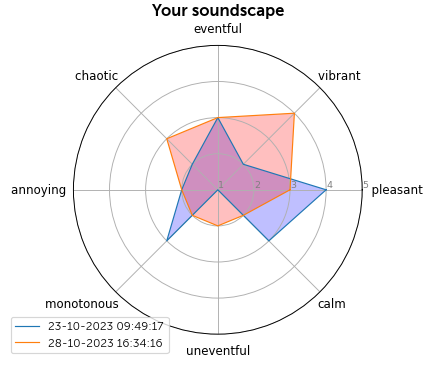 Your soundscape
eventful
chaotic
vibrant
annoying
1
2
3
4
5
pleasant
monotonous
calm
23-10-2023 09:49:17
28-10-2023 16:34:16
uneventful